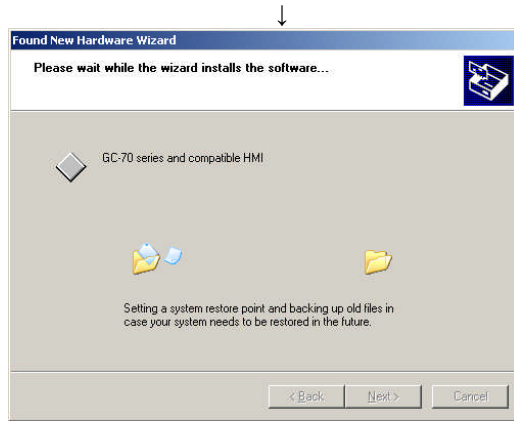 ↓
Found New Hardware Wizard
Please wait while the wizard installs the software...
GC-70 series and compatible HMI
Setting a system restore point and backing up old files in
case your system needs to be restored in the future.
< Back Next > Cancel